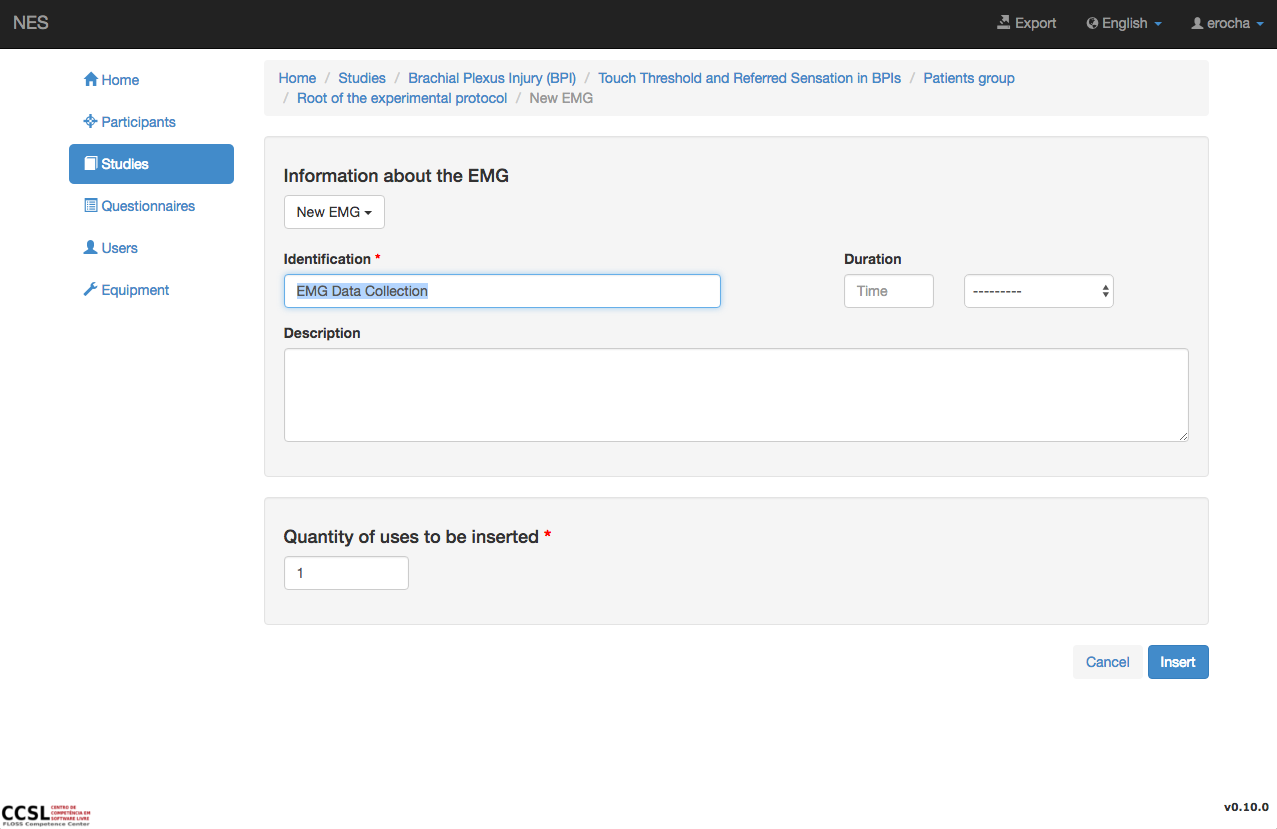 NES
Export
English
erocha
Home
Participants
Studies
Questionnaires
Users
Equipment
Home / Studies / Brachial Plexus Injury (BPI) / Touch Threshold and Referred Sensation in BPIs / Patients group
/ Root of the experimental protocol / New EMG
Information about the EMG
New EMG
Identification *
Duration
EMG Data Collection
Time
---------
Description
Quantity of uses to be inserted *
1
Cancel
Insert
CCSL
CENTRO DE
COMPETÊNCIA EM
SOFTWARE LIVRE
FLOSS Competence Center
v0.10.0